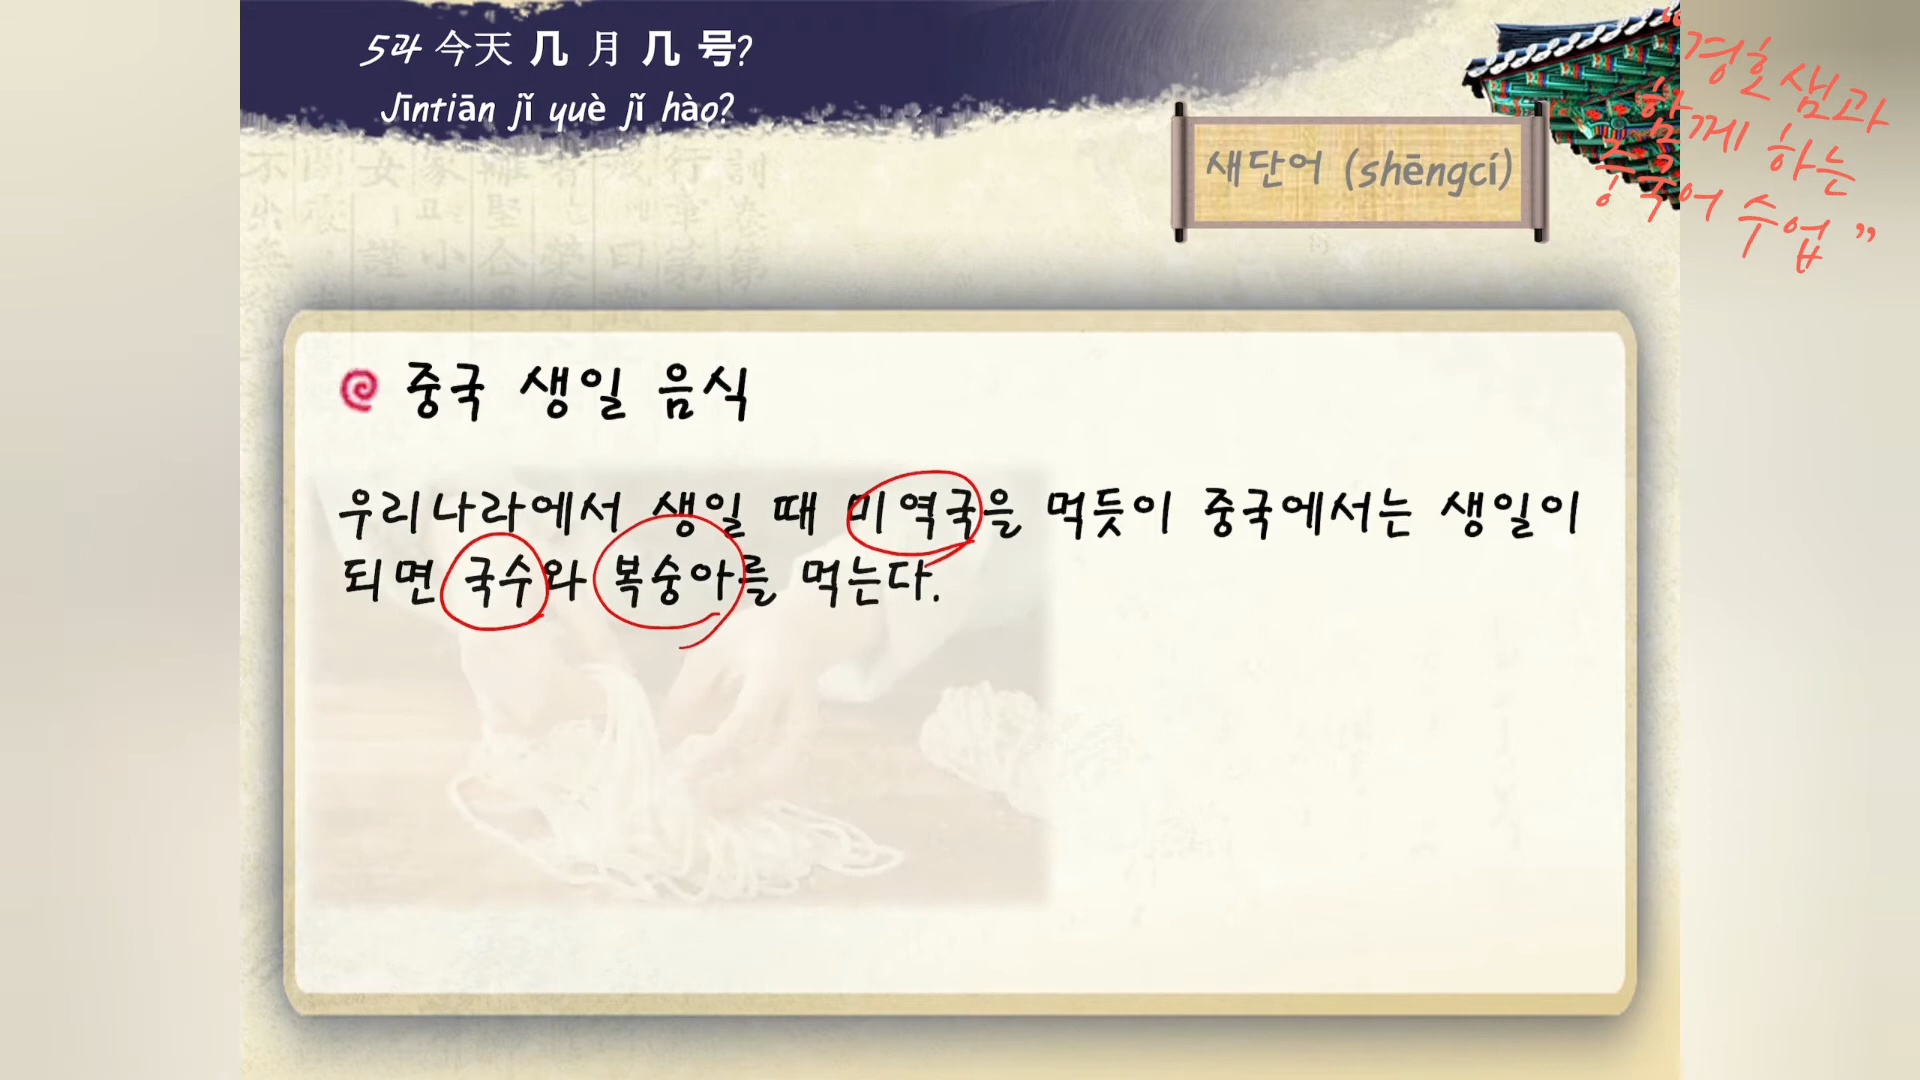 5과 今天 几 月 几 号?
Jīntiān jǐ yuè jǐ hào?
새단어 (shēngcí)
"경호샘과
함께 하는
중국어 수업"
중국 생일 음식
우리나라에서 생일 때 미역국을 먹듯이 중국에서는 생일이
되면 국수와 복숭아를 먹는다.